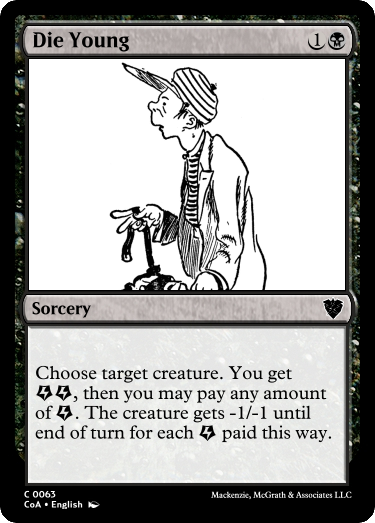 Die Young 1
Sorcery
Choose target creature. You get
, then you may pay any amount
of . The creature gets -1/-1 until
end of turn for each paid this way.
C 0063
CoA • English
Mackenzie, McGrath & Associates LLC